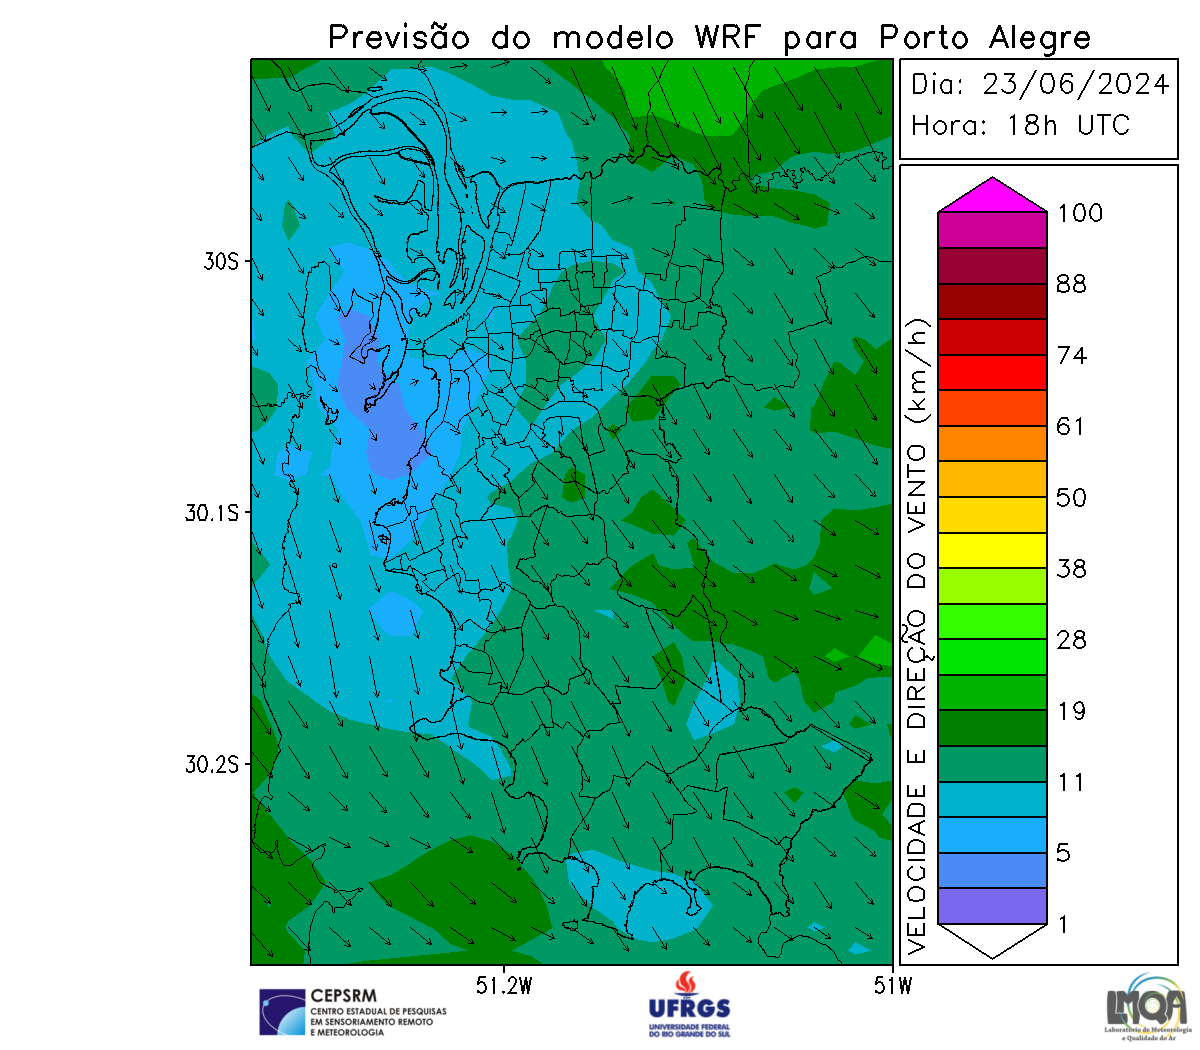 Previsão do modelo WRF para Porto Alegre
Dia: 23/06/2024
Hora: 18h UTC
30S
30.1S
30.2S
51.2W
51W
VELOCIDADE E DIREÇÃO DO VENTO (km/h)
100
88
74
61
50
38
28
19
11
5
1
CEPSRM
CENTRO ESTADUAL DE PESQUISAS
EM SENSORIAMENTO REMOTO
E METEOROLOGIA
UFRGS
UNIVERSIDADE FEDERAL
DO RIO GRANDE DO SUL
LMQA
Laboratório de Meteorologia
e Qualidade do Ar